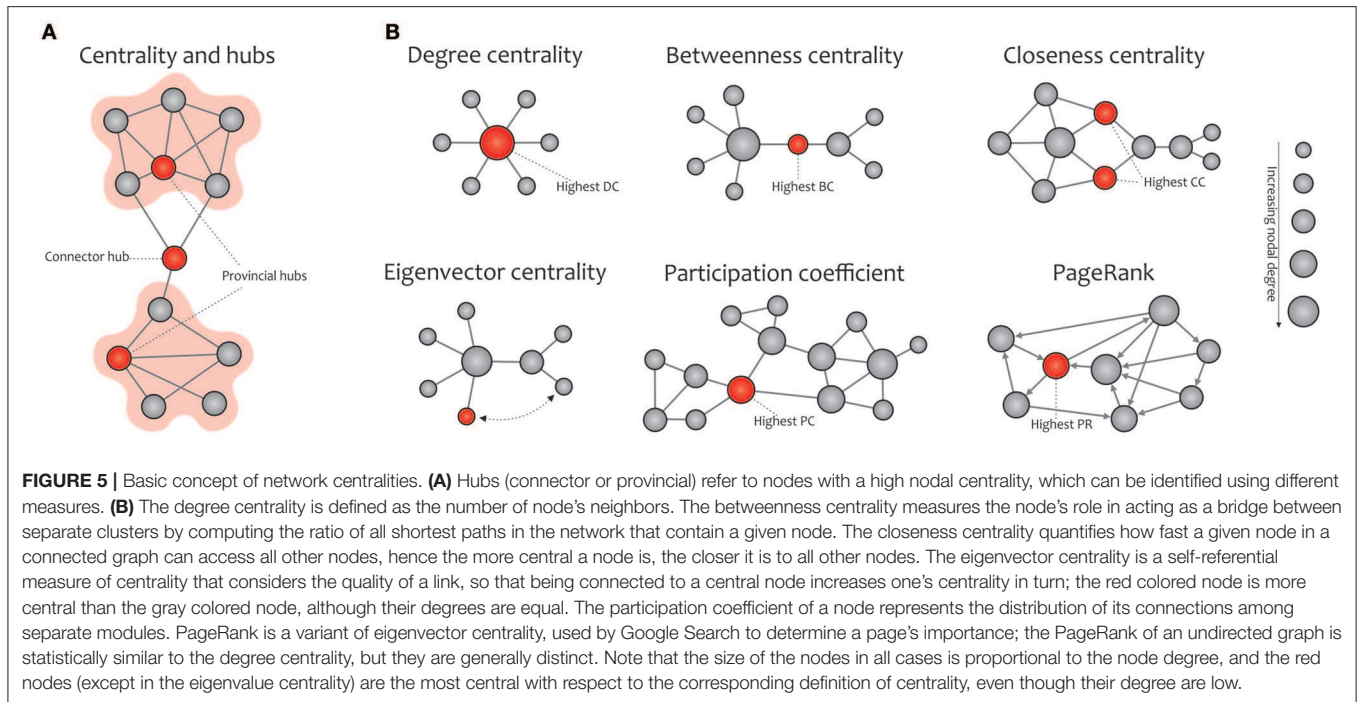 A
B
Centrality and hubs
Degree centrality
Betweenness centrality
Closeness centrality
Highest DC
Highest BC
Highest CC
Increasing nodal degree
Connector hub
Provincial hubs
Eigenvector centrality
Participation coefficient
PageRank
Highest PC
Highest PR
FIGURE 5 | Basic concept of network centralities. (A) Hubs (connector or provincial) refer to nodes with a high nodal centrality, which can be identified using different
measures. (B) The degree centrality is defined as the number of node's neighbors. The betweenness centrality measures the node's role in acting as a bridge between
separate clusters by computing the ratio of all shortest paths in the network that contain a given node. The closeness centrality quantifies how fast a given node in a
connected graph can access all other nodes, hence the more central a node is, the closer it is to all other nodes. The eigenvector centrality is a self-referential
measure of centrality that considers the quality of a link, so that being connected to a central node increases one's centrality in turn; the red colored node is more
central than the gray colored node, although their degrees are equal. The participation coefficient of a node represents the distribution of its connections among
separate modules. PageRank is a variant of eigenvector centrality, used by Google Search to determine a page's importance; the PageRank of an undirected graph is
statistically similar to the degree centrality, but they are generally distinct. Note that the size of the nodes in all cases is proportional to the node degree, and the red
nodes (except in the eigenvalue centrality) are the most central with respect to the corresponding definition of centrality, even though their degree are low.